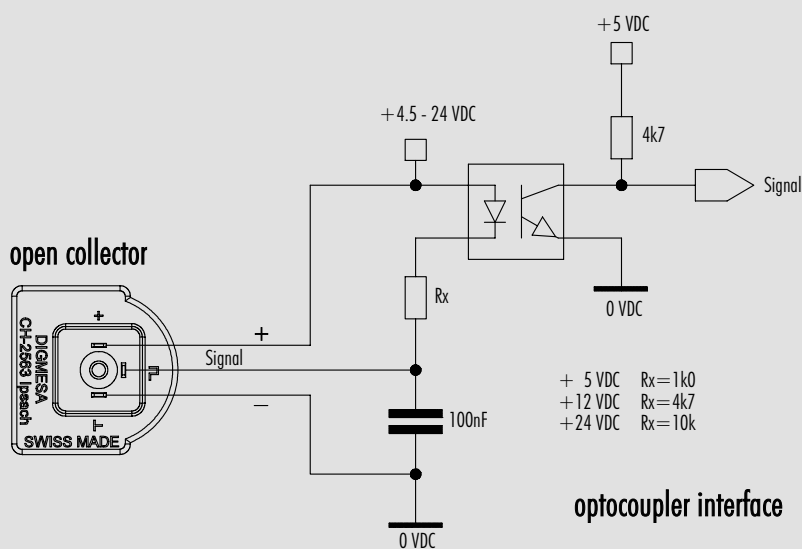 +5 VDC
+4.5 - 24 VDC
4k7
Signal
open collector
0 VDC
Rx
+
+
DIGMESA
CH-2563 Ipsach
SWISS MADE
Signal
–
+ 5 VDC Rx=1k0
+12 VDC Rx=4k7
+24 VDC Rx=10k
100nF
optocoupler interface
0 VDC